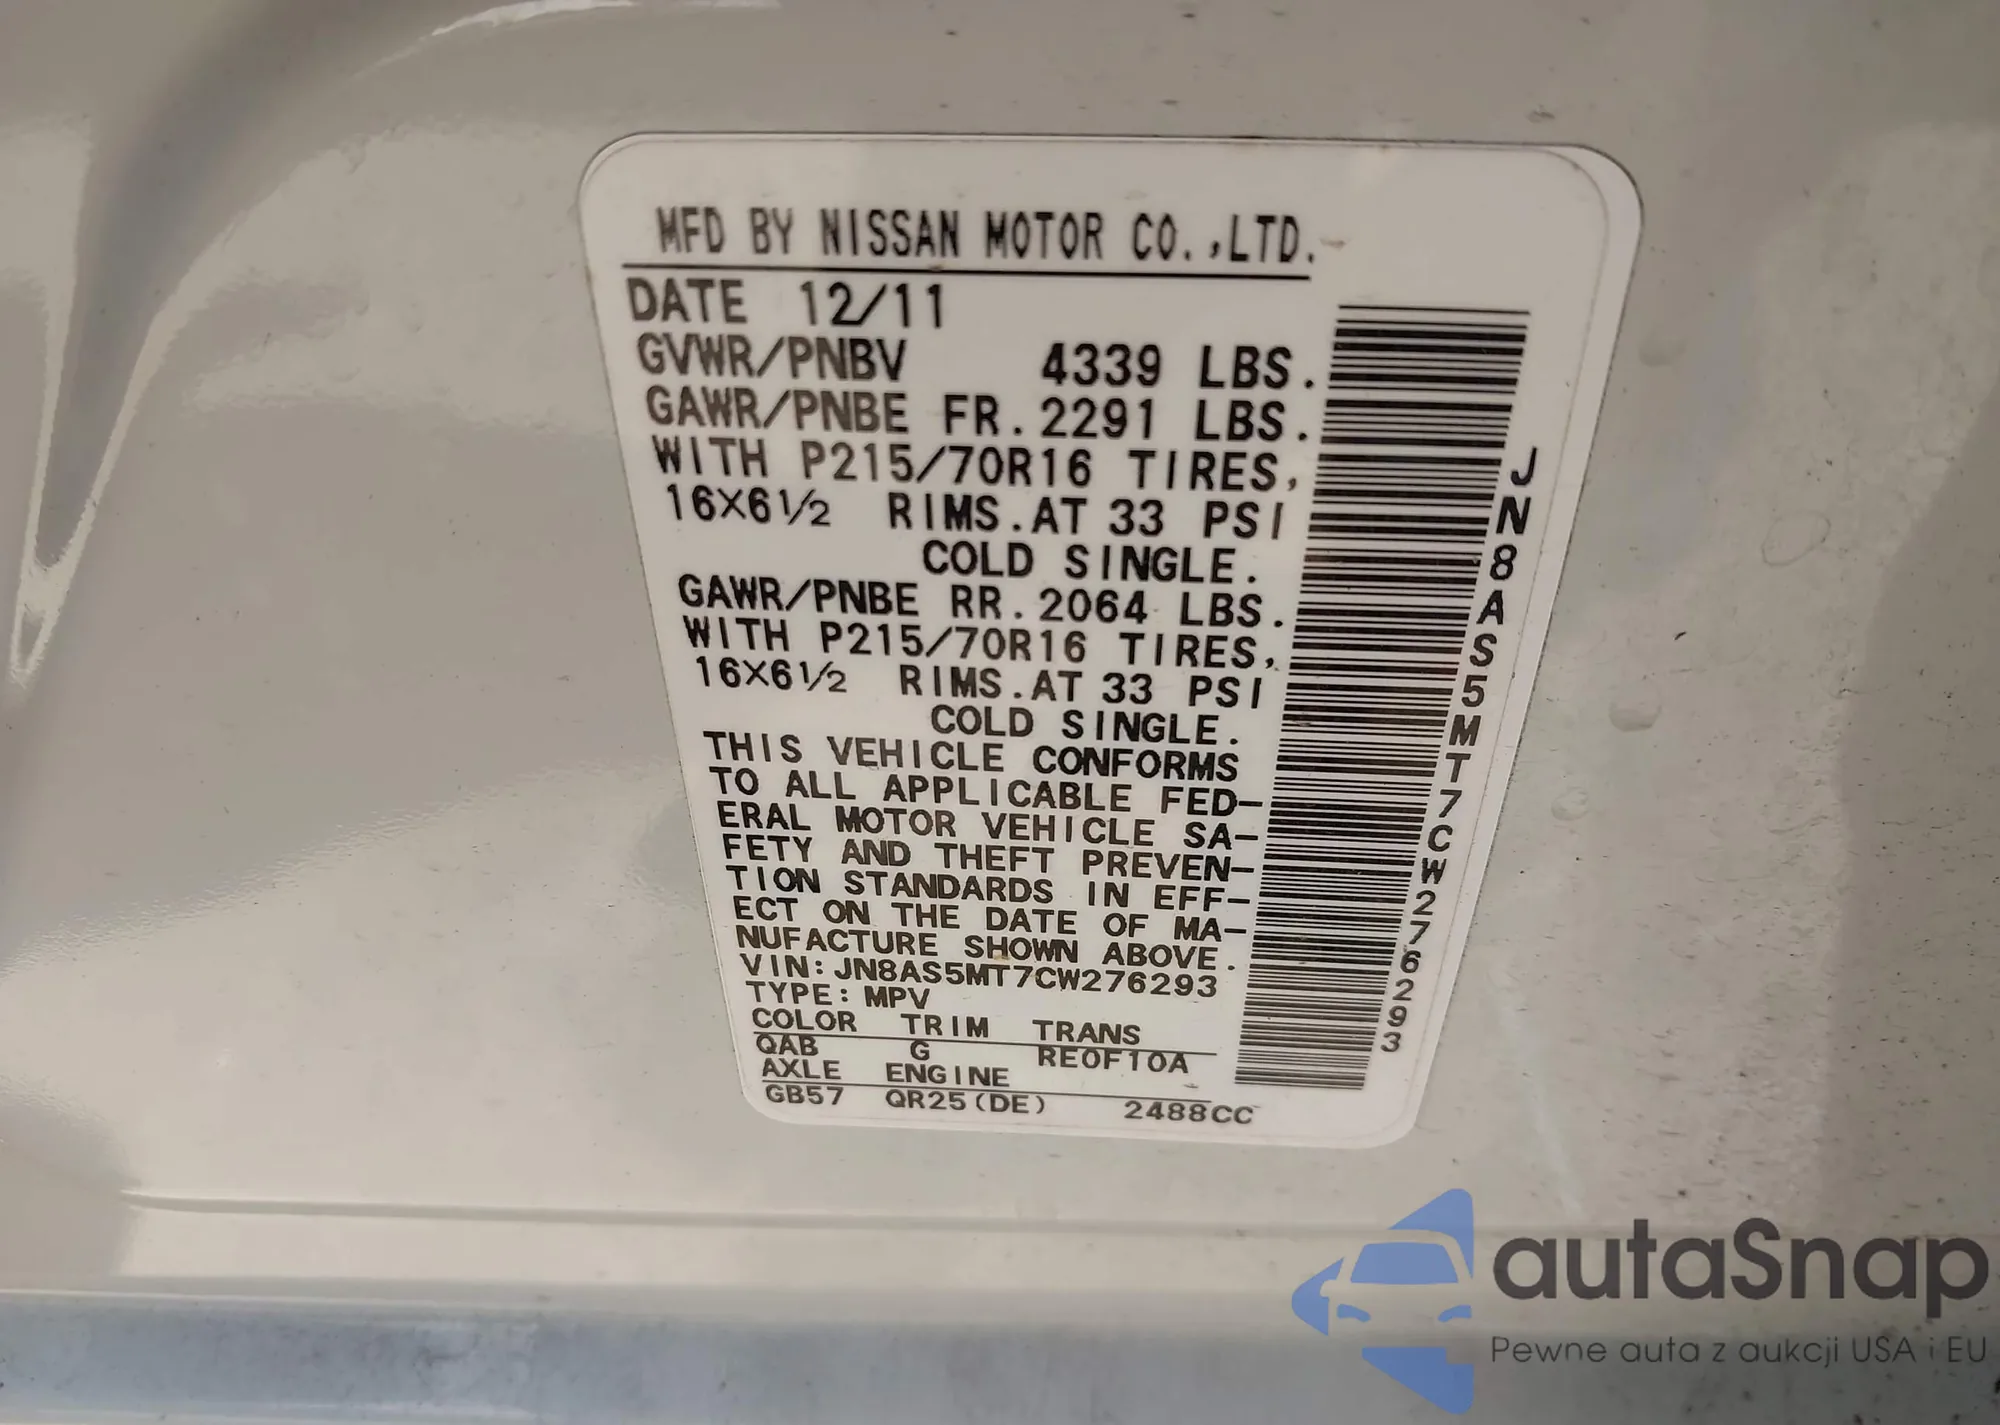 MFD BY NISSAN MOTOR CO.,LTD.
DATE 12/11
GVWR/PNBV 4339 LBS.
GAWR/PNBE FR. 2291 LBS.
WITH P215/70R16 TIRES,
16X6½ RIMS. AT 33 PSI
COLD SINGLE.
GAWR/PNBE RR. 2064 LBS.
WITH P215/70R16 TIRES,
16X6½ RIMS. AT 33 PSI
COLD SINGLE.
THIS VEHICLE CONFORMS
TO ALL APPLICABLE FED-
ERAL MOTOR VEHICLE SA-
FETY AND THEFT PREVEN-
TION STANDARDS IN EFF-
ECT ON THE DATE OF MA-
NUFACTURE SHOWN ABOVE.
VIN: JN8AS5MT7CW276293
TYPE: MPV
COLOR TRIM TRANS
QAB G RE0F10A
AXLE ENGINE
GB57 QR25(DE) 2488CC
JN8AS5MT7CW276293
autaSnap
Pewne auta z aukcji USA i EU